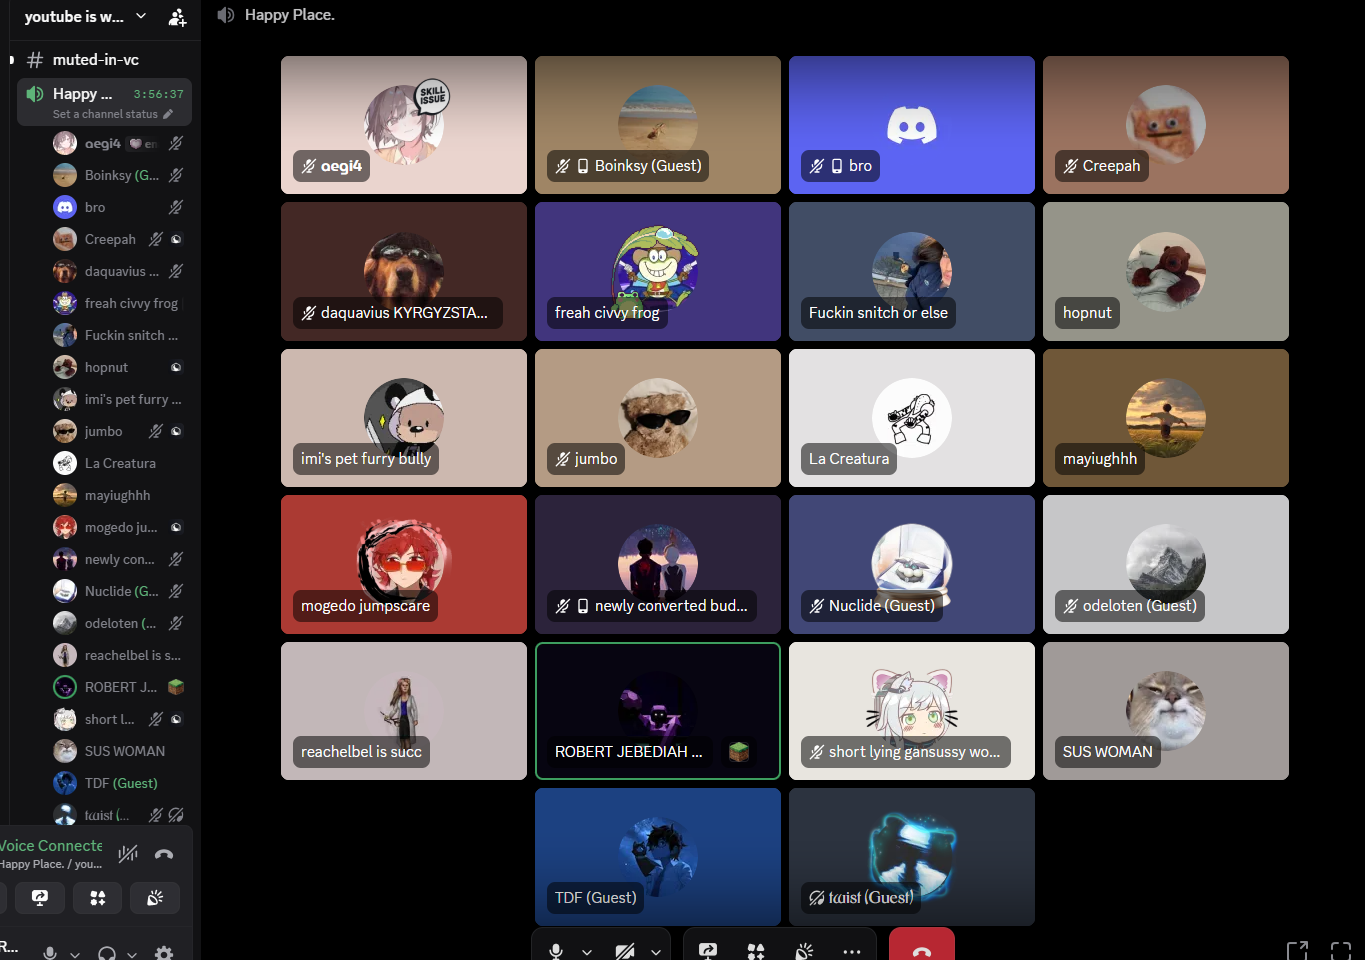 youtube is w...
muted-in-vc
Happy ... 3:56:37
Set a channel status
aegi4
Boinksy (G...
bro
Creepah
daquavius ...
freah civvy frog
Fuckin snitch ...
hopnut
imi's pet furry ...
jumbo
La Creatura
mayiughhh
mogedo ju...
newly con...
Nuclide (G...
odeloten (...
reachelbel is s...
ROBERT J...
short l...
SUS WOMAN
TDF (Guest)
twist (...
Voice Connecte
Happy Place. / you...
R...
Happy Place.
SKILL
ISSUE
aegi4
Boinksy (Guest)
bro
Creepah
daquavius KYRGYZSTA...
freah civvy frog
Fuckin snitch or else
hopnut
imi's pet furry bully
jumbo
La Creatura
mayiughhh
mogedo jumpscare
newly converted bud...
Nuclide (Guest)
odeloten (Guest)
reachelbel is succ
ROBERT JEBEDIAH ...
short lying gansussy wo...
SUS WOMAN
TDF (Guest)
twist (Guest)